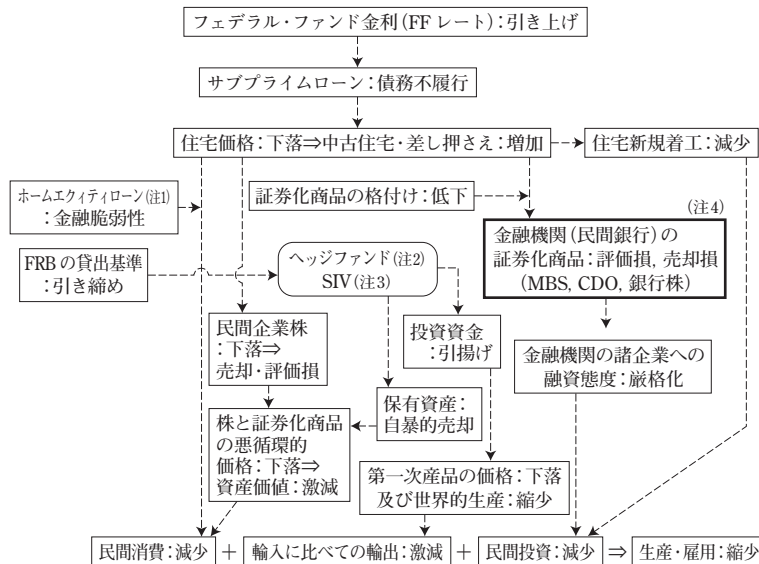 フェデラル・ファンド金利(FFレート):引き上げ
サブプライムローン:債務不履行
住宅価格:下落⇒中古住宅・差し押さえ:増加
住宅新規着工:減少
ホームエクィティローン(注1)
:金融脆弱性
証券化商品の格付け:低下
(注4)
金融機関(民間銀行)の
証券化商品:評価損, 売却損
(MBS, CDO, 銀行株)
FRBの貸出基準
:引き締め
ヘッジファンド(注2)
SIV(注3)
民間企業株
:下落⇒
売却・評価損
投資資金
:引揚げ
金融機関の諸企業への
融資態度:厳格化
株と証券化商品
の悪循環的
価格:下落⇒
資産価値:激減
保有資産:
自暴的売却
第一次産品の価格:下落
及び世界的生産:縮少
民間消費:減少 + 輸入に比べての輸出:激減 + 民間投資:減少 ⇒ 生産・雇用:縮少